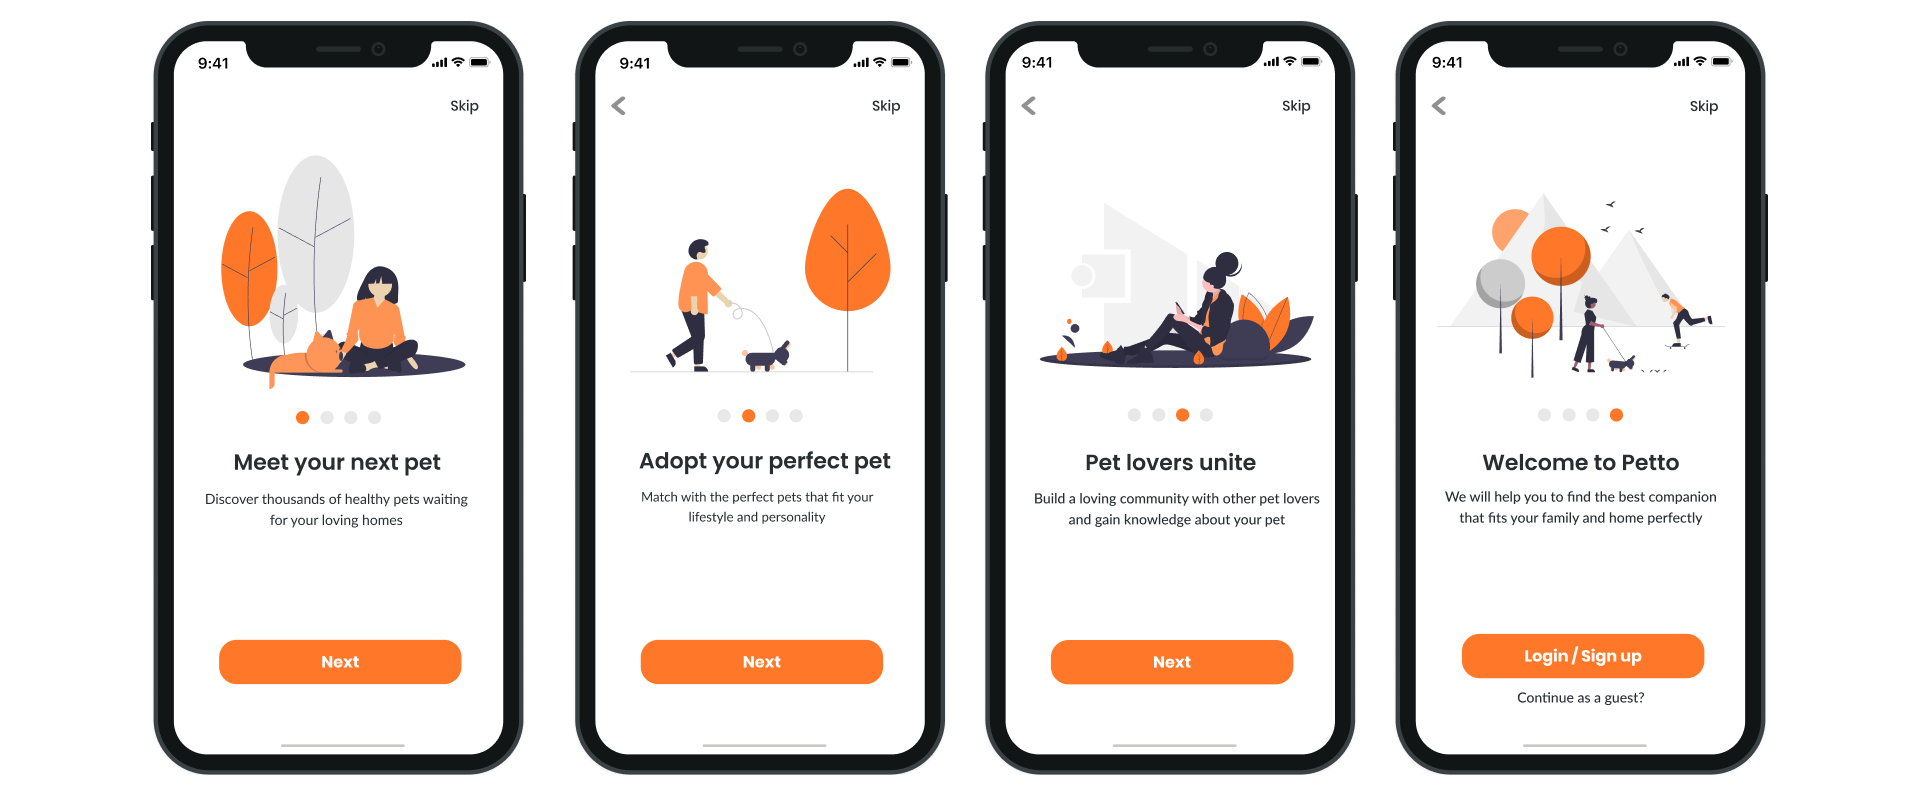 9:41
Skip
Meet your next pet
Discover thousands of healthy pets waiting
for your loving homes
Next
9:41
Skip
Adopt your perfect pet
Match with the perfect pets that fit your
lifestyle and personality
Next
9:41
Skip
Pet lovers unite
Build a loving community with other pet lovers
and gain knowledge about your pet
Next
9:41
Skip
Welcome to Petto
We will help you to find the best companion
that fits your family and home perfectly
Login / Sign up
Continue as a guest?